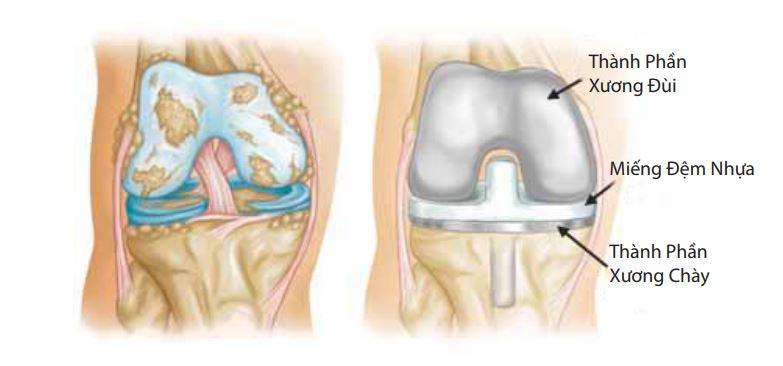 Thành Phần
Xương Đùi
Miếng Đệm Nhựa
Thành Phần
Xương Chày